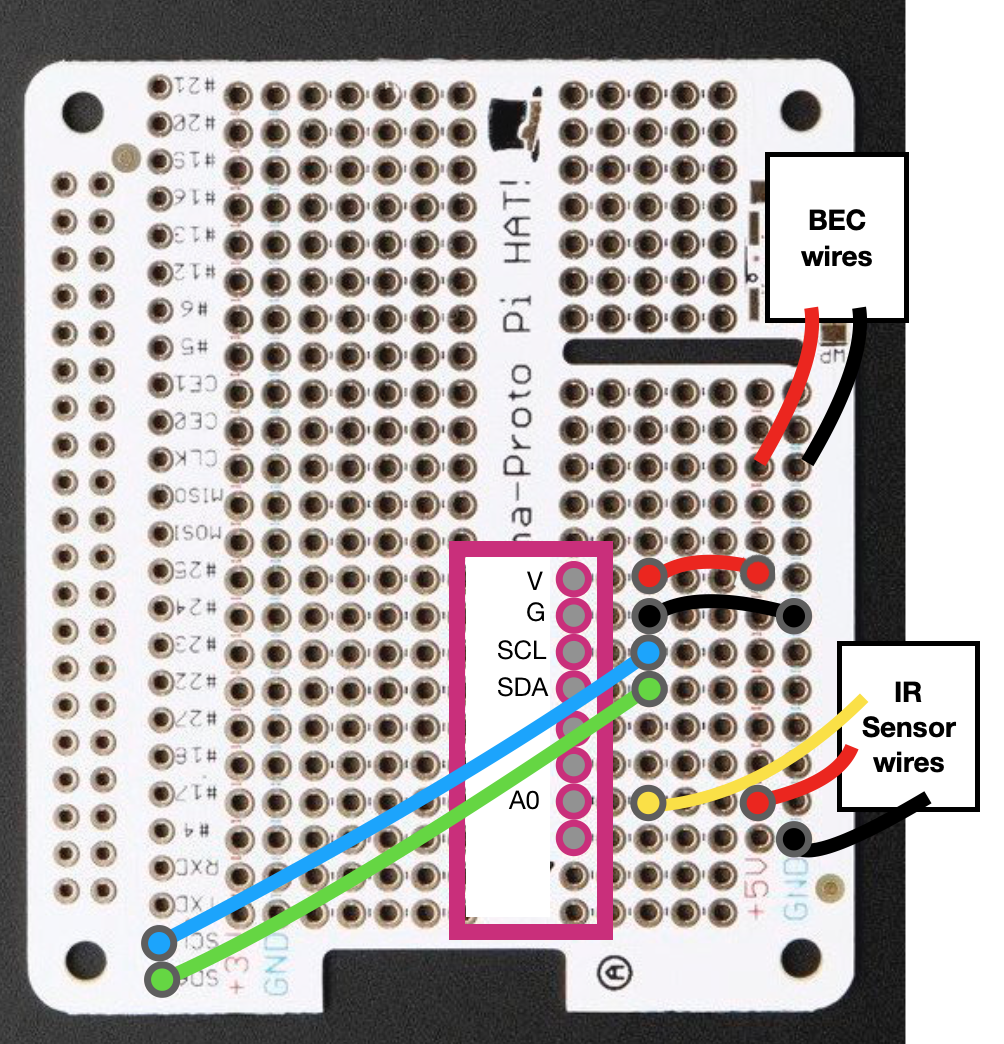 #21
#20
#19
#16
#13
#12
#6
#5
CE1
CE0
CLK
MISO
MOSI
#25
#24
#23
#22
#27
#18
#17
#4
RXD
TXD
SCL
SDA
GND
Proto Pi HAT!
BEC
wires
V
G
SCL
SDA
A0
IR
Sensor
wires
+5V
GND
A